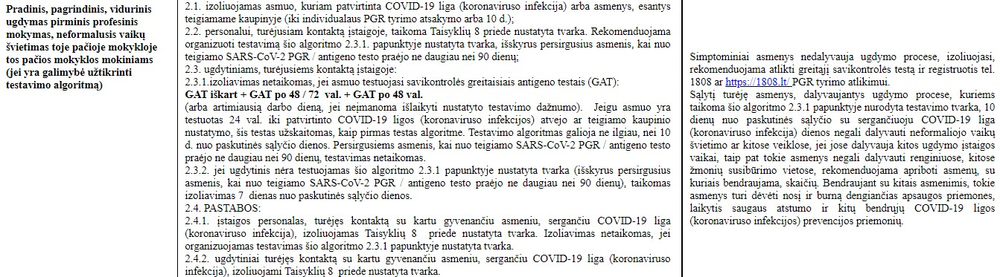 Pradinis, pagrindinis, vidurinis
ugdymas pirminis profesinis
mokymas, neformalusis vaikų
švietimas toje pačioje mokykloje
tos pačios mokyklos mokiniams
(jei yra galimybė užtikrinti
testavimo algoritmą)
2.1. izoliuojamas asmuo, kuriam patvirtinta COVID-19 liga (koronaviruso infekcija) arba asmenys, esantys
teigiamame kaupinyje (iki individualaus PGR tyrimo atsakymo arba 10 d.);
2.2. personalui, turėjusiam kontaktą įstaigoje, taikoma Taisyklių 8 priede nustatyta tvarka. Rekomenduojama
organizuoti testavimą šio algoritmo 2.3.1. papunktyje nustatyta tvarka, išskyrus persirgusius asmenis, kai nuo
teigiamo SARS-CoV-2 PGR / antigeno testo praėjo ne daugiau nei 90 dienų;
2.3. ugdytiniams, turėjusiems kontaktą įstaigoje:
2.3.1.izoliavimas netaikomas, jei asmuo testuojasi savikontrolės greitaisiais antigeno testais (GAT):
GAT iškart + GAT po 48 / 72 val. + GAT po 48 val.
(arba artimiausią darbo dieną, jei neįmanoma išlaikyti nustatyto testavimo dažnumo). Jeigu asmuo yra
testuotas 24 val. iki patvirtinto COVID-19 ligos (koronaviruso infekcijos) atvejo ar teigiamo kaupinio
nustatymo, šis testas užskaitomas, kaip pirmas testas algoritme. Testavimo algoritmas galioja ne ilgiau, nei 10
d. nuo paskutinės sąlyčio dienos. Persirgusiems asmenis, kai nuo teigiamo SARS-CoV-2 PGR / antigeno testo
praėjo ne daugiau nei 90 dienų, testavimas netaikomas.
2.3.2. jei ugdytinis nėra testuojamas šio algoritmo 2.3.1 papunktyje nustatyta tvarka (išskyrus persirgusius
asmenis, kai nuo teigiamo SARS-CoV-2 PGR / antigeno testo praėjo ne daugiau nei 90 dienų), taikomas
izoliavimas 7 dienas nuo paskutinės sąlyčio dienos.
2.4. PASTABOS:
2.4.1. įstaigos personalas, turėjęs kontaktą su kartu gyvenančiu asmeniu, sergančiu COVID-19 liga
(koronaviruso infekcija), izoliuojamas Taisyklių 8 priede nustatyta tvarka. Izoliavimas netaikomas, jei
organizuojamas testavimas šio algoritmo 2.3.1 papunktyje nustatyta tvarka.
2.4.2. ugdytiniai turėjęs kontaktą su kartu gyvenančiu asmeniu, sergančiu COVID-19 liga (koronaviruso
infekcija), izoliuojami Taisyklių 8 priede nustatyta tvarka.
Simptominiai asmenys nedalyvauja ugdymo procese, izoliuojasi,
rekomenduojama atlikti greitąjį savikontrolės testą ir registruotis tel.
1808 ar https://1808.lt/ PGR tyrimo atlikimui.
Sąlytį turėję asmenys, dalyvaujantys ugdymo procese, kuriems
taikoma šio algoritmo 2.3.1 papunktyje nurodyta testavimo tvarka, 10
dienų nuo paskutinės sąlyčio su sergančiuoju COVID-19 liga
(koronaviruso infekcija) dienos negali dalyvauti neformaliojo vaikų
švietimo ar kitose veiklose, jei jose dalyvauja kitos ugdymo įstaigos
vaikai, taip pat tokie asmenys negali dalyvauti renginiuose, kitose
žmonių susibūrimo vietose, rekomenduojama apriboti asmenų, su
kuriais bendraujama, skaičių. Bendraujant su kitais asmenimis, tokie
asmenys turi dėvėti nosį ir burną dengiančias apsaugos priemones,
laikytis saugaus atstumo ir kitų bendrųjų COVID-19 ligos
(koronaviruso infekcijos) prevencijos priemonių.